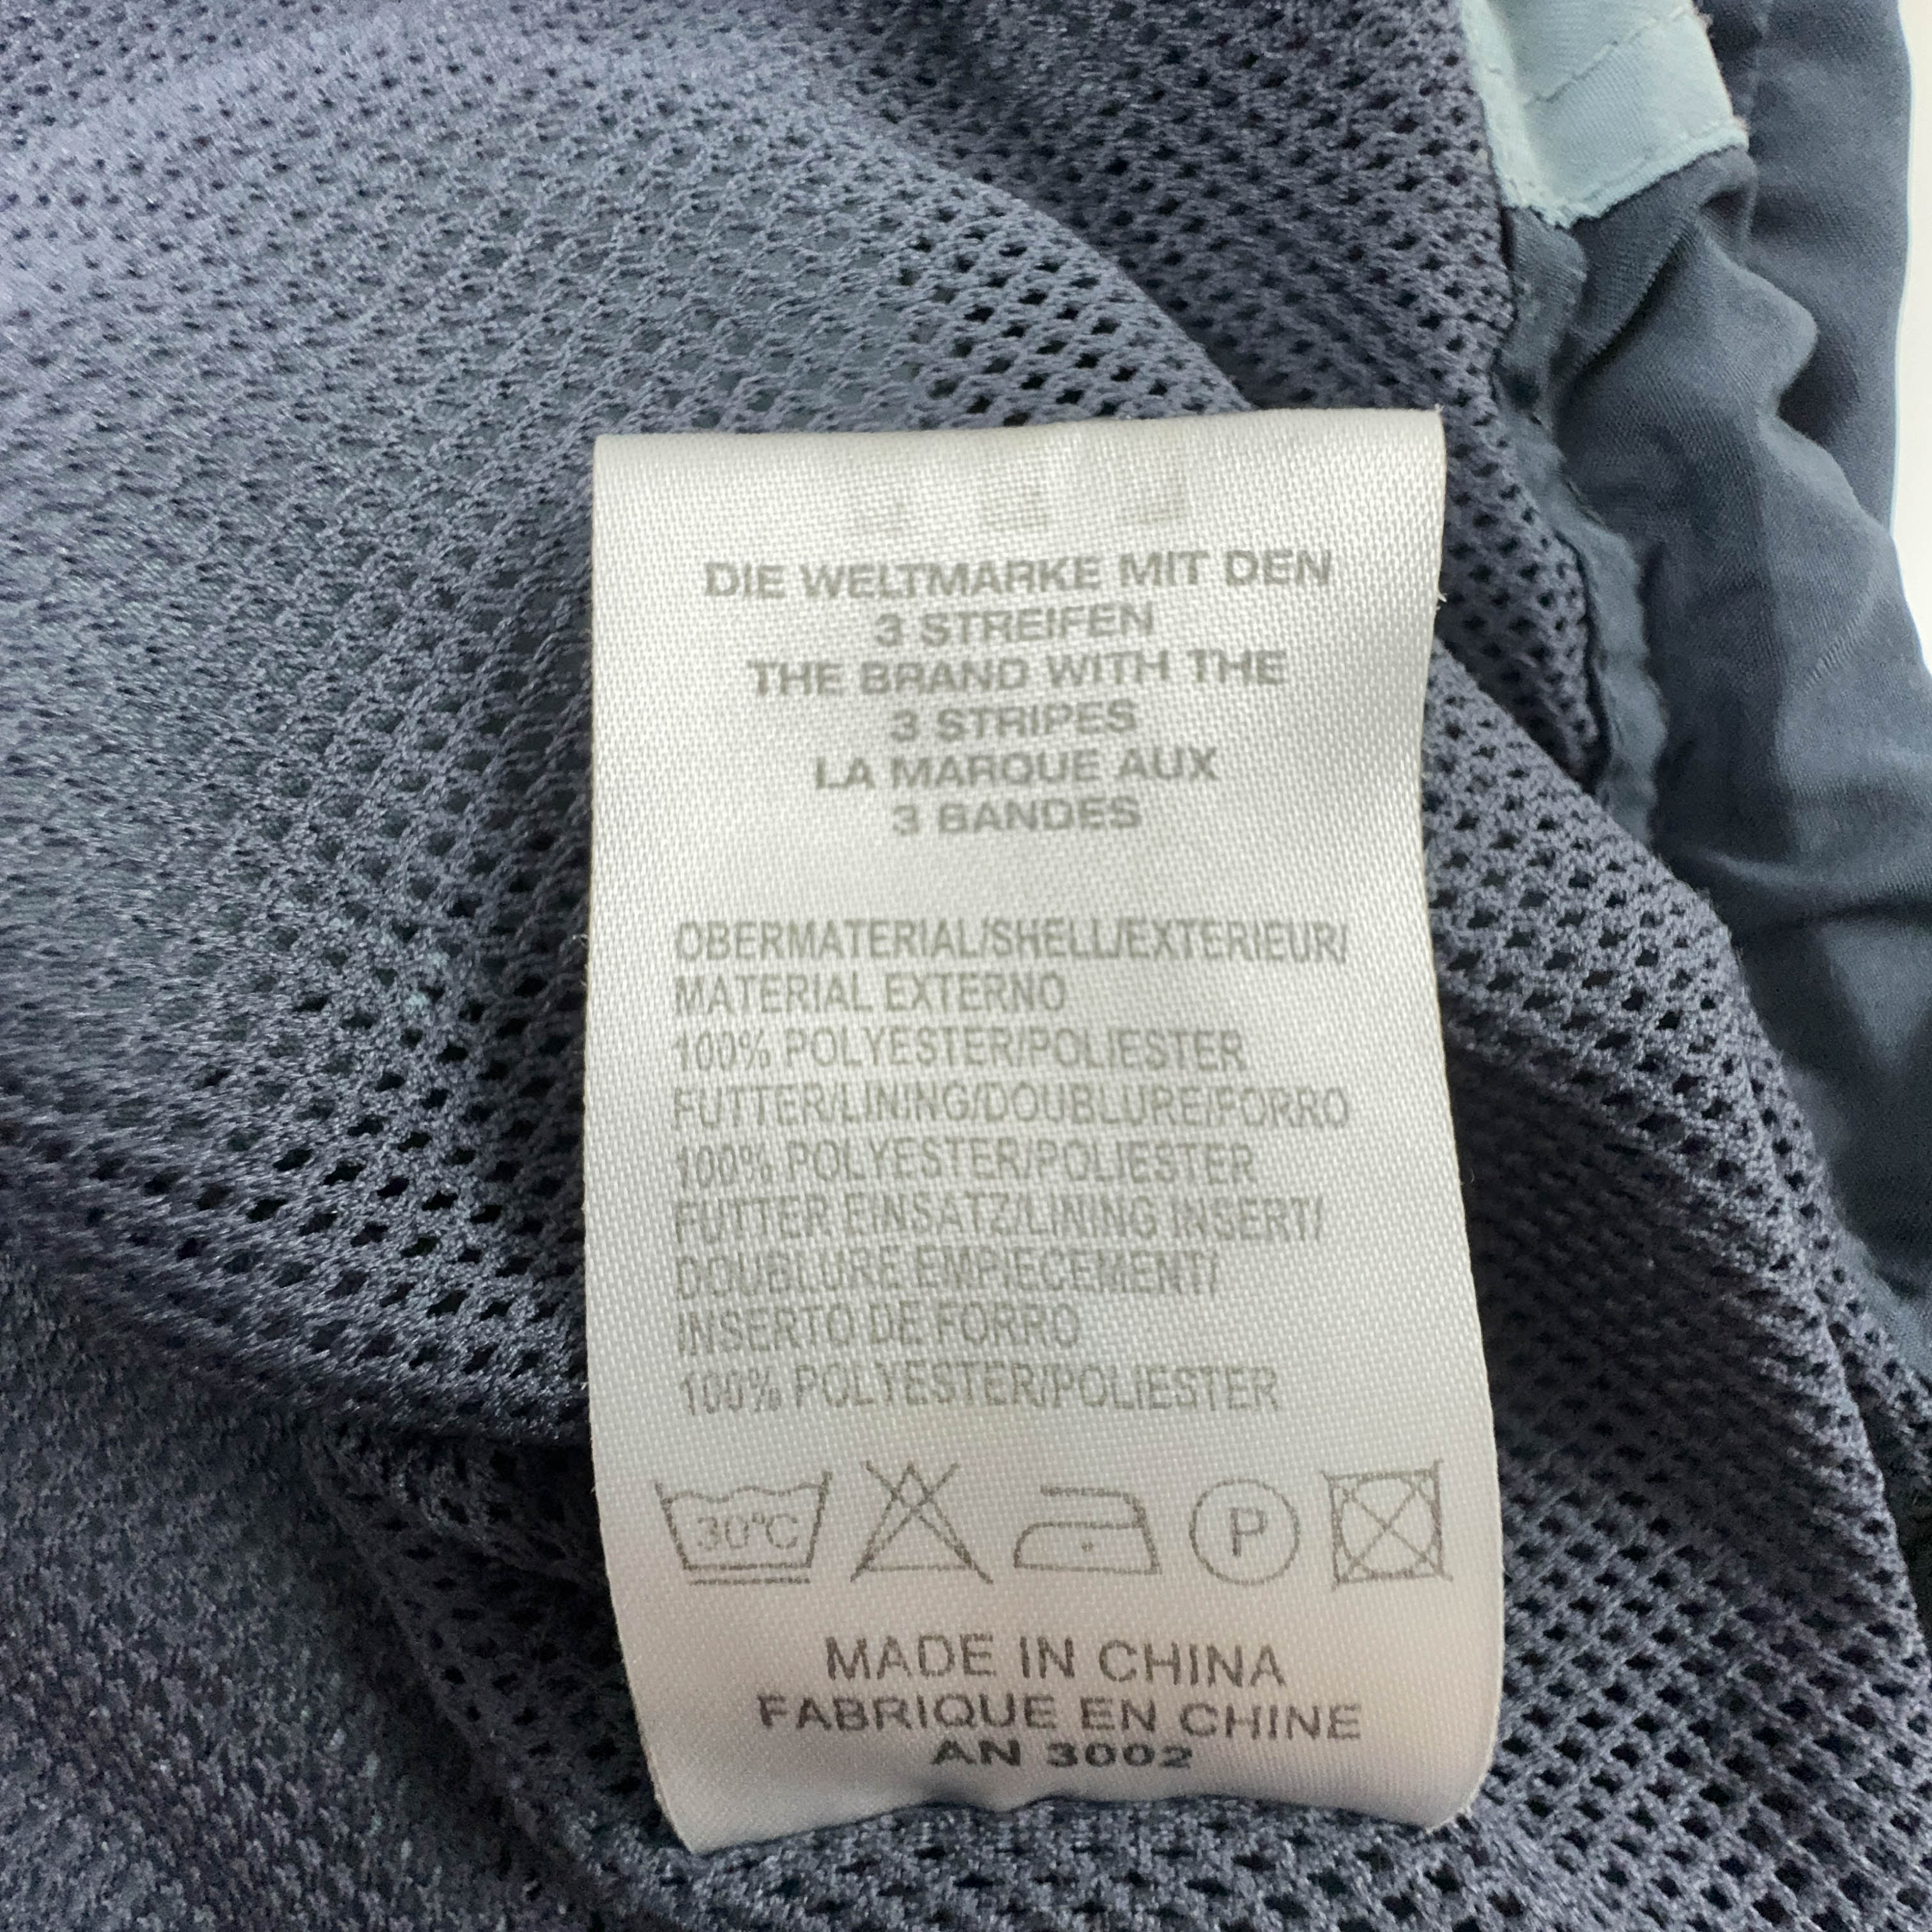 DIE WELTMARKE MIT DEN
3 STREIFEN
THE BRAND WITH THE
3 STRIPES
LA MARQUE AUX
3 BANDES
OBERMATERIAL/SHELL/EXTERIEUR/
MATERIAL EXTERNO
100% POLYESTER/POLIESTER
FUTTER/LINING/DOUBLURE/FORRO
100% POLYESTER/POLIESTER
FUTTER EINSATZ/LINING INSERT/
DOUBLURE EMPIECEMENT/
INSERTO DE FORRO
100% POLYESTER/POLIESTER
30°C P
MADE IN CHINA
FABRIQUE EN CHINE
AN 3002